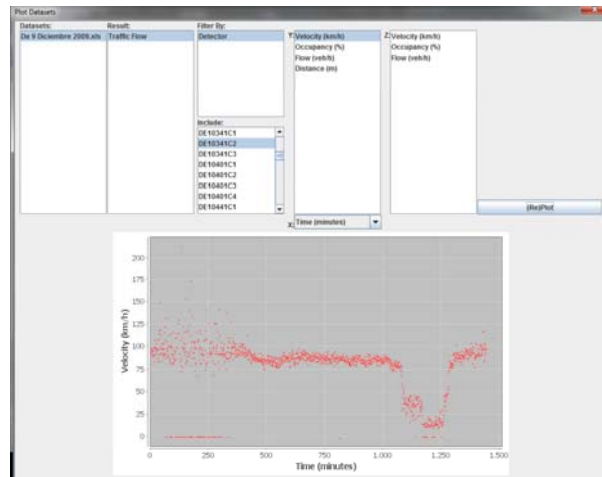 Plot Datasets
Datasets:
De 9 Diciembre 2009.xls
Result:
Traffic Flow
Filter By:
Detector
Include:
DE10341C1
DE10341C2
DE10341C3
DE10401C1
DE10401C2
DE10401C3
DE10401C4
DE10441C1
Y:
Velocity (km/h)
Occupancy (%)
Flow (veh/h)
Distance (m)
X:
Time (minutes)
Z:
Velocity (km/h)
Occupancy (%)
Flow (veh/h)
(Re)Plot
Velocity (km/h)
200
175
150
125
100
75
50
25
0
0 250 500 750 1.000 1.250 1.500
Time (minutes)